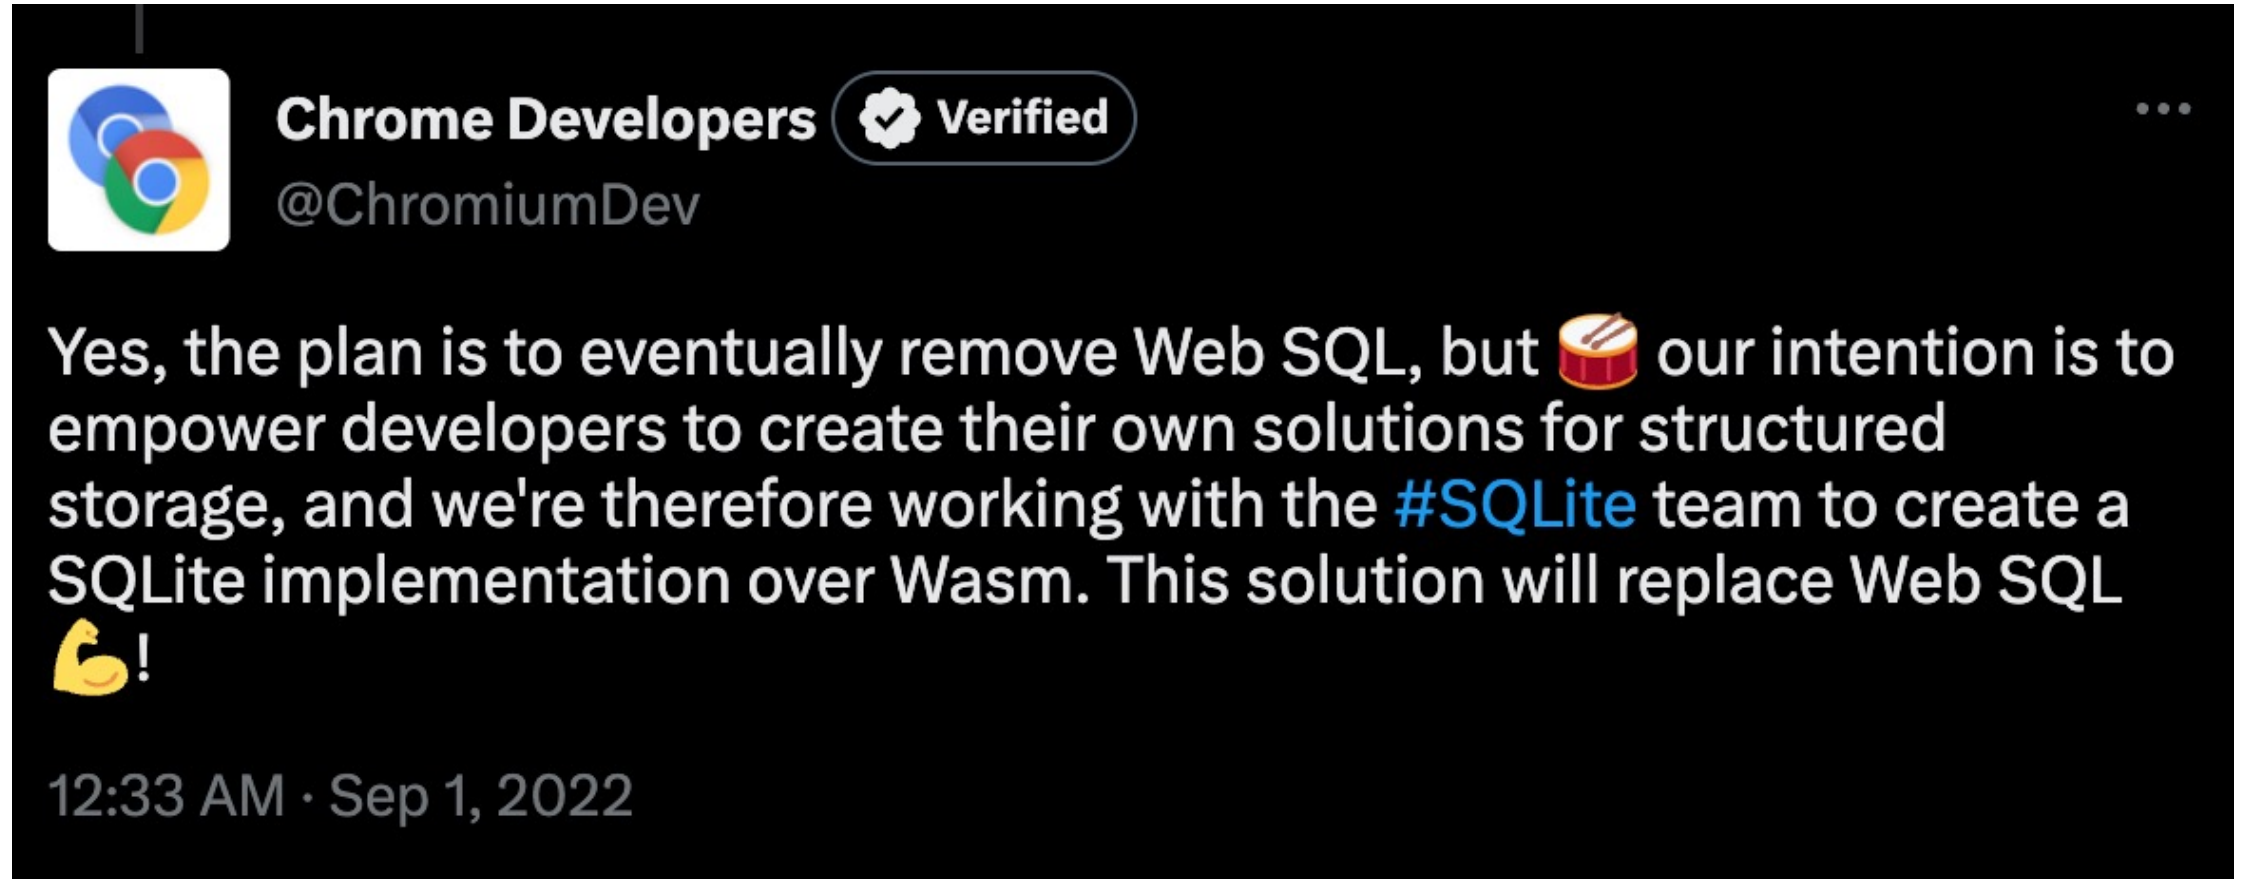 Chrome Developers Verified
@ChromiumDev
Yes, the plan is to eventually remove Web SQL, but 🥁 our intention is to
empower developers to create their own solutions for structured
storage, and we're therefore working with the #SQLite team to create a
SQLite implementation over Wasm. This solution will replace Web SQL
💪!
12:33 AM · Sep 1, 2022